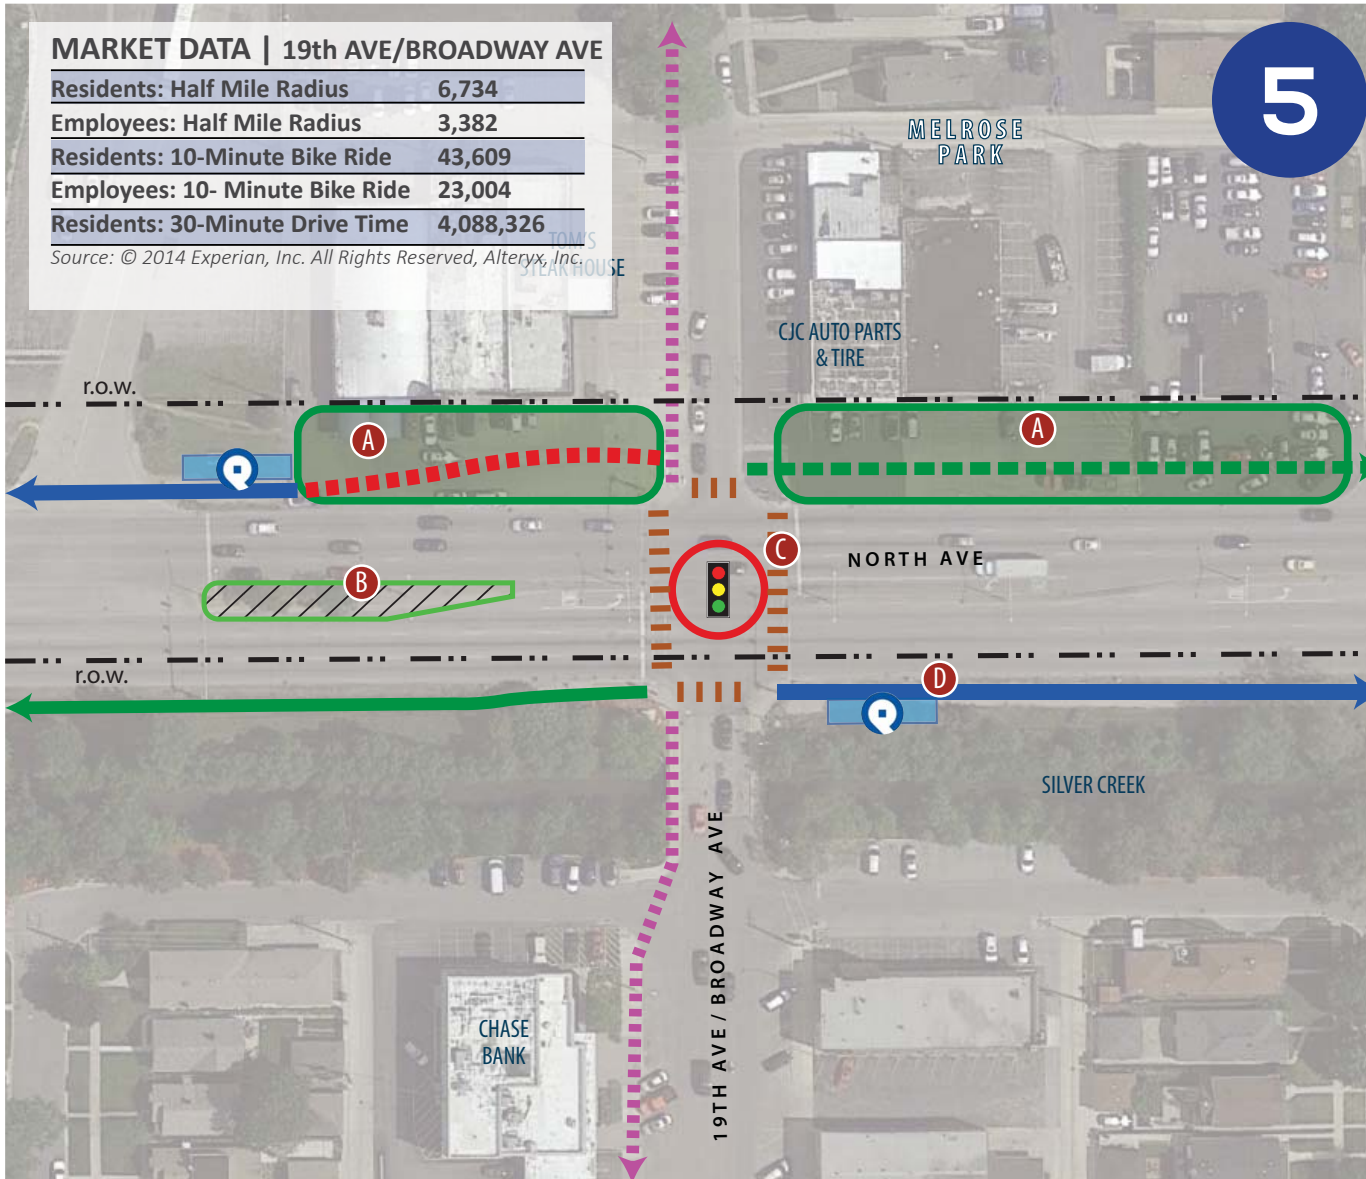 MARKET DATA | 19th AVE/BROADWAY AVE
Residents: Half Mile Radius 6,734
Employees: Half Mile Radius 3,382
Residents: 10-Minute Bike Ride 43,609
Employees: 10- Minute Bike Ride 23,004
Residents: 30-Minute Drive Time 4,088,326
Source: © 2014 Experian, Inc. All Rights Reserved, Alteryx, Inc.
5
MELROSE
PARK
TOM'S
STEAK HOUSE
CJC AUTO PARTS
& TIRE
r.o.w.
A
A
C
NORTH AVE
B
r.o.w.
D
SILVER CREEK
19TH AVE / BROADWAY AVE
CHASE
BANK